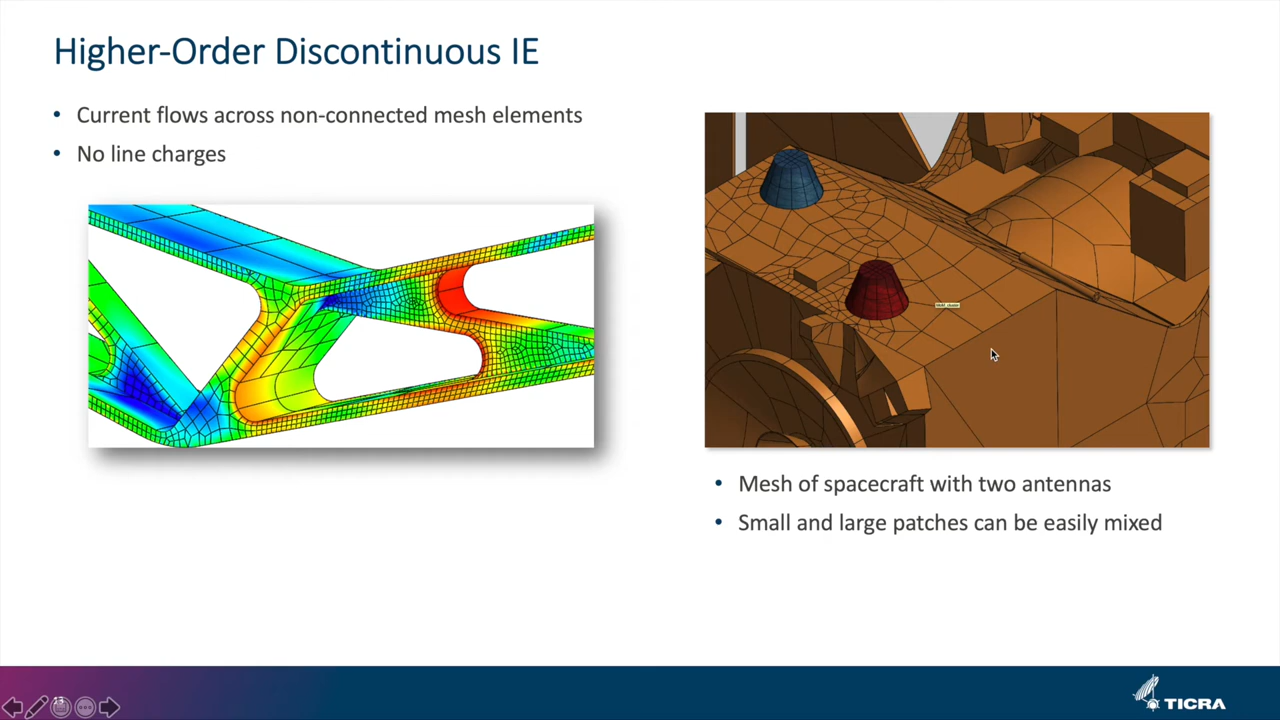 Higher-Order Discontinuous IE
• Current flows across non-connected mesh elements
• No line charges
• Mesh of spacecraft with two antennas
• Small and large patches can be easily mixed
13
TICRA